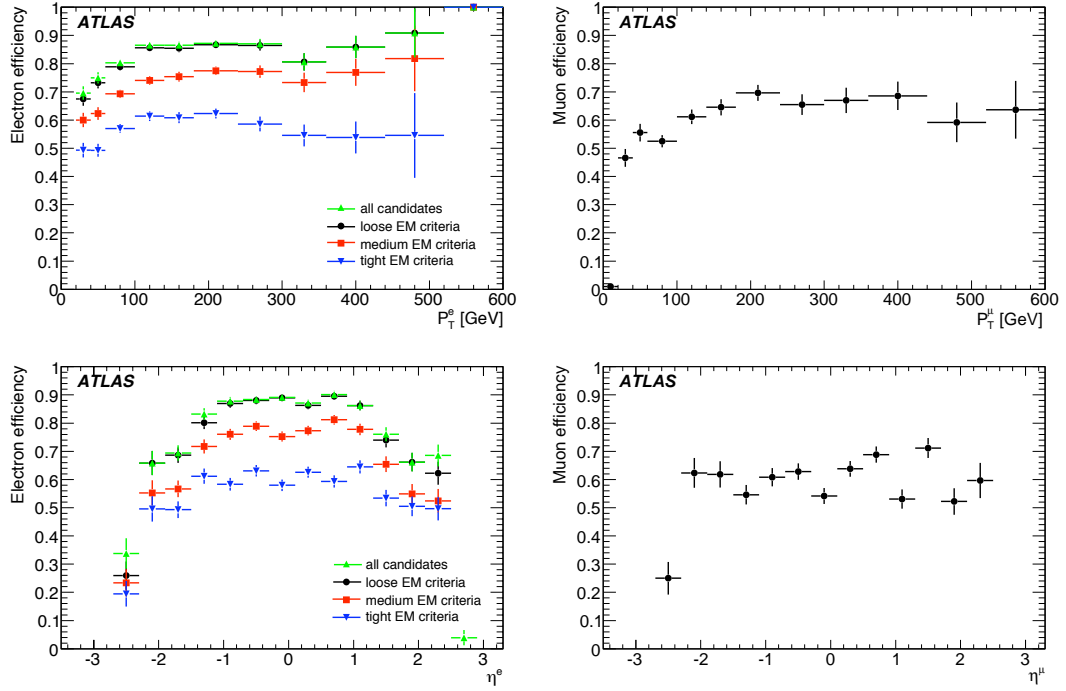 ATLAS
Electron efficiency
1
0.9
0.8
0.7
0.6
0.5
0.4
0.3
0.2
0.1
0
all candidates
loose EM criteria
medium EM criteria
tight EM criteria
0 100 200 300 400 500 600
P_T^e [GeV]
ATLAS
Muon efficiency
1
0.9
0.8
0.7
0.6
0.5
0.4
0.3
0.2
0.1
0
0 100 200 300 400 500 600
P_T^μ [GeV]
ATLAS
Electron efficiency
1
0.9
0.8
0.7
0.6
0.5
0.4
0.3
0.2
0.1
0
all candidates
loose EM criteria
medium EM criteria
tight EM criteria
-3 -2 -1 0 1 2 3
η^e
ATLAS
Muon efficiency
1
0.9
0.8
0.7
0.6
0.5
0.4
0.3
0.2
0.1
0
-3 -2 -1 0 1 2 3
η^μ